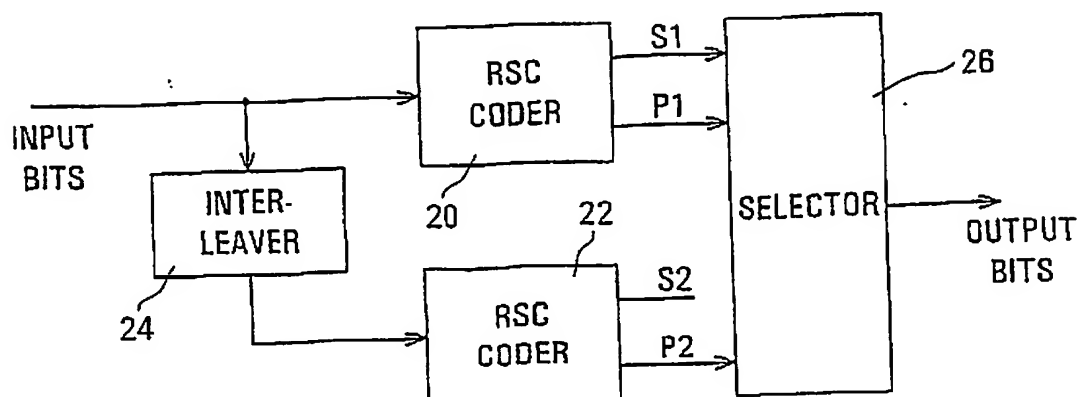 S1
26
RSC
CODER
P1
INPUT
BITS
INTER-
LEAVER
20
SELECTOR
22
OUTPUT
BITS
24
S2
RSC
CODER
P2